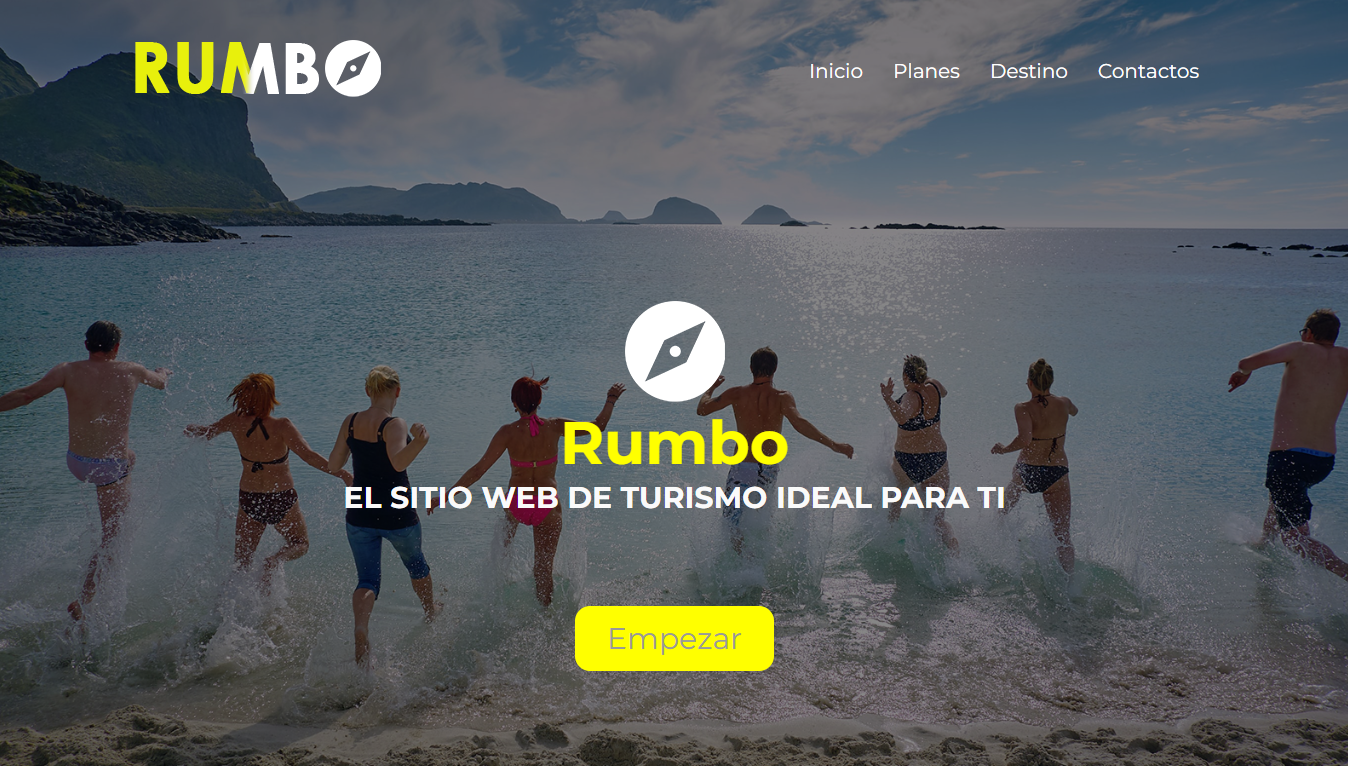 RUMBO
Inicio Planes Destino Contactos
Rumbo
EL SITIO WEB DE TURISMO IDEAL PARA TI
Empezar